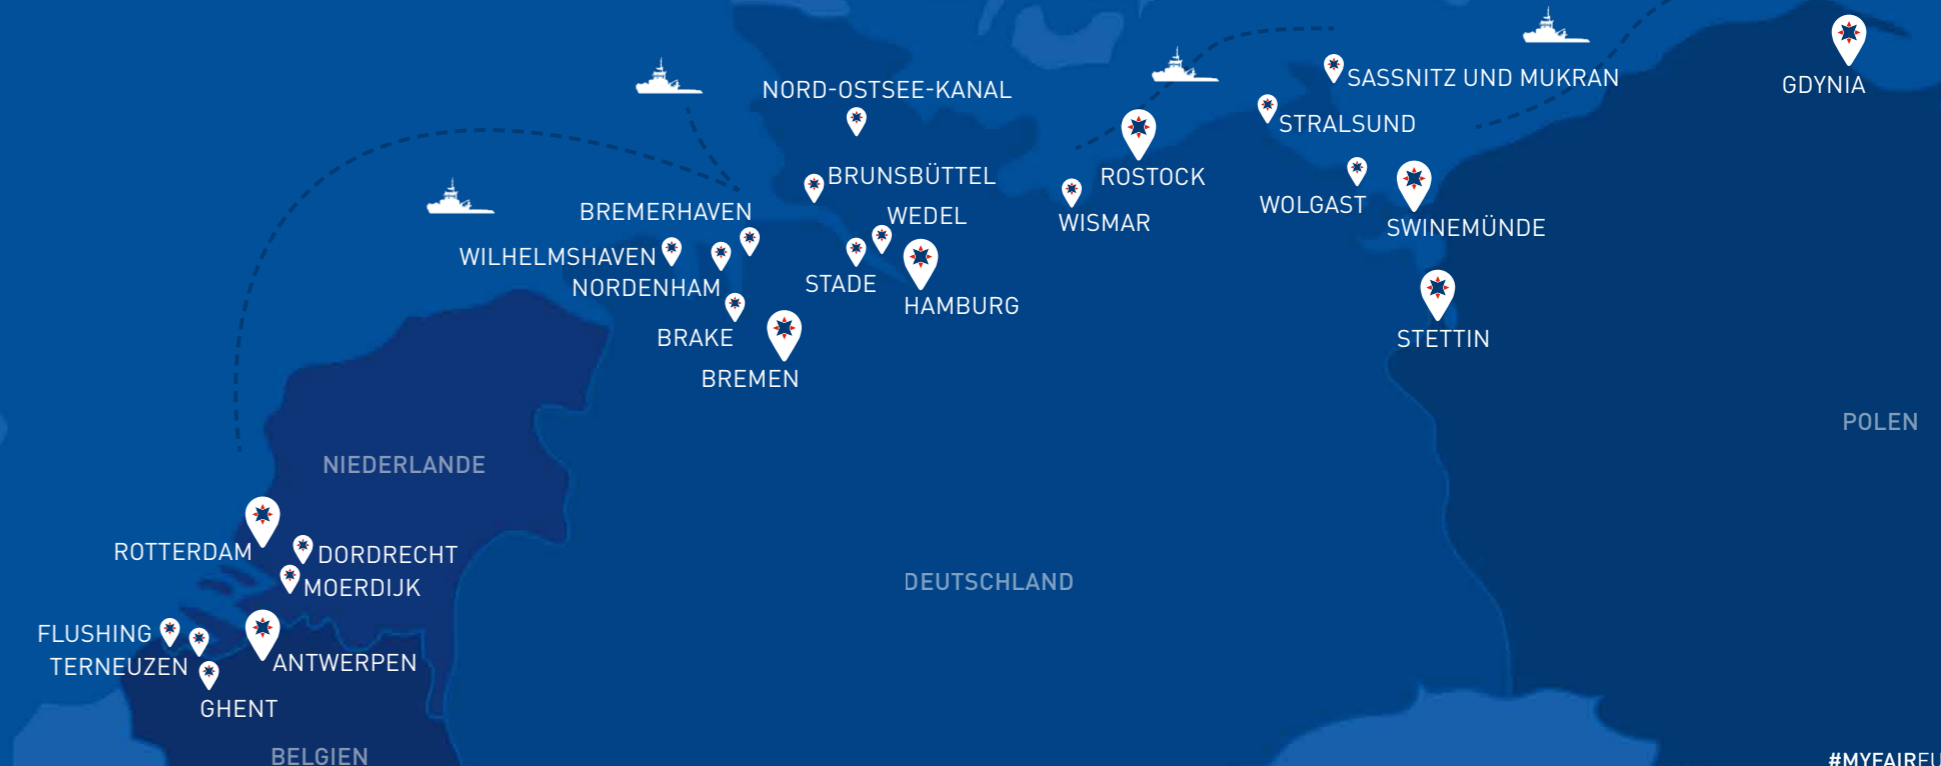 GDYNIA
SASSNITZ UND MUKRAN
NORD-OSTSEE-KANAL
STRALSUND
BRUNSBÜTTEL
ROSTOCK
WOLGAST
BREMERHAVEN
WEDEL
WISMAR
SWINEMÜNDE
WILHELMSHAVEN
NORDENHAM
STADE
HAMBURG
BRAKE
STETTIN
BREMEN
POLEN
NIEDERLANDE
ROTTERDAM
DORDRECHT
MOERDIJK
DEUTSCHLAND
FLUSHING
TERNEUZEN
ANTWERPEN
GHENT
BELGIEN
#MYFAIREU